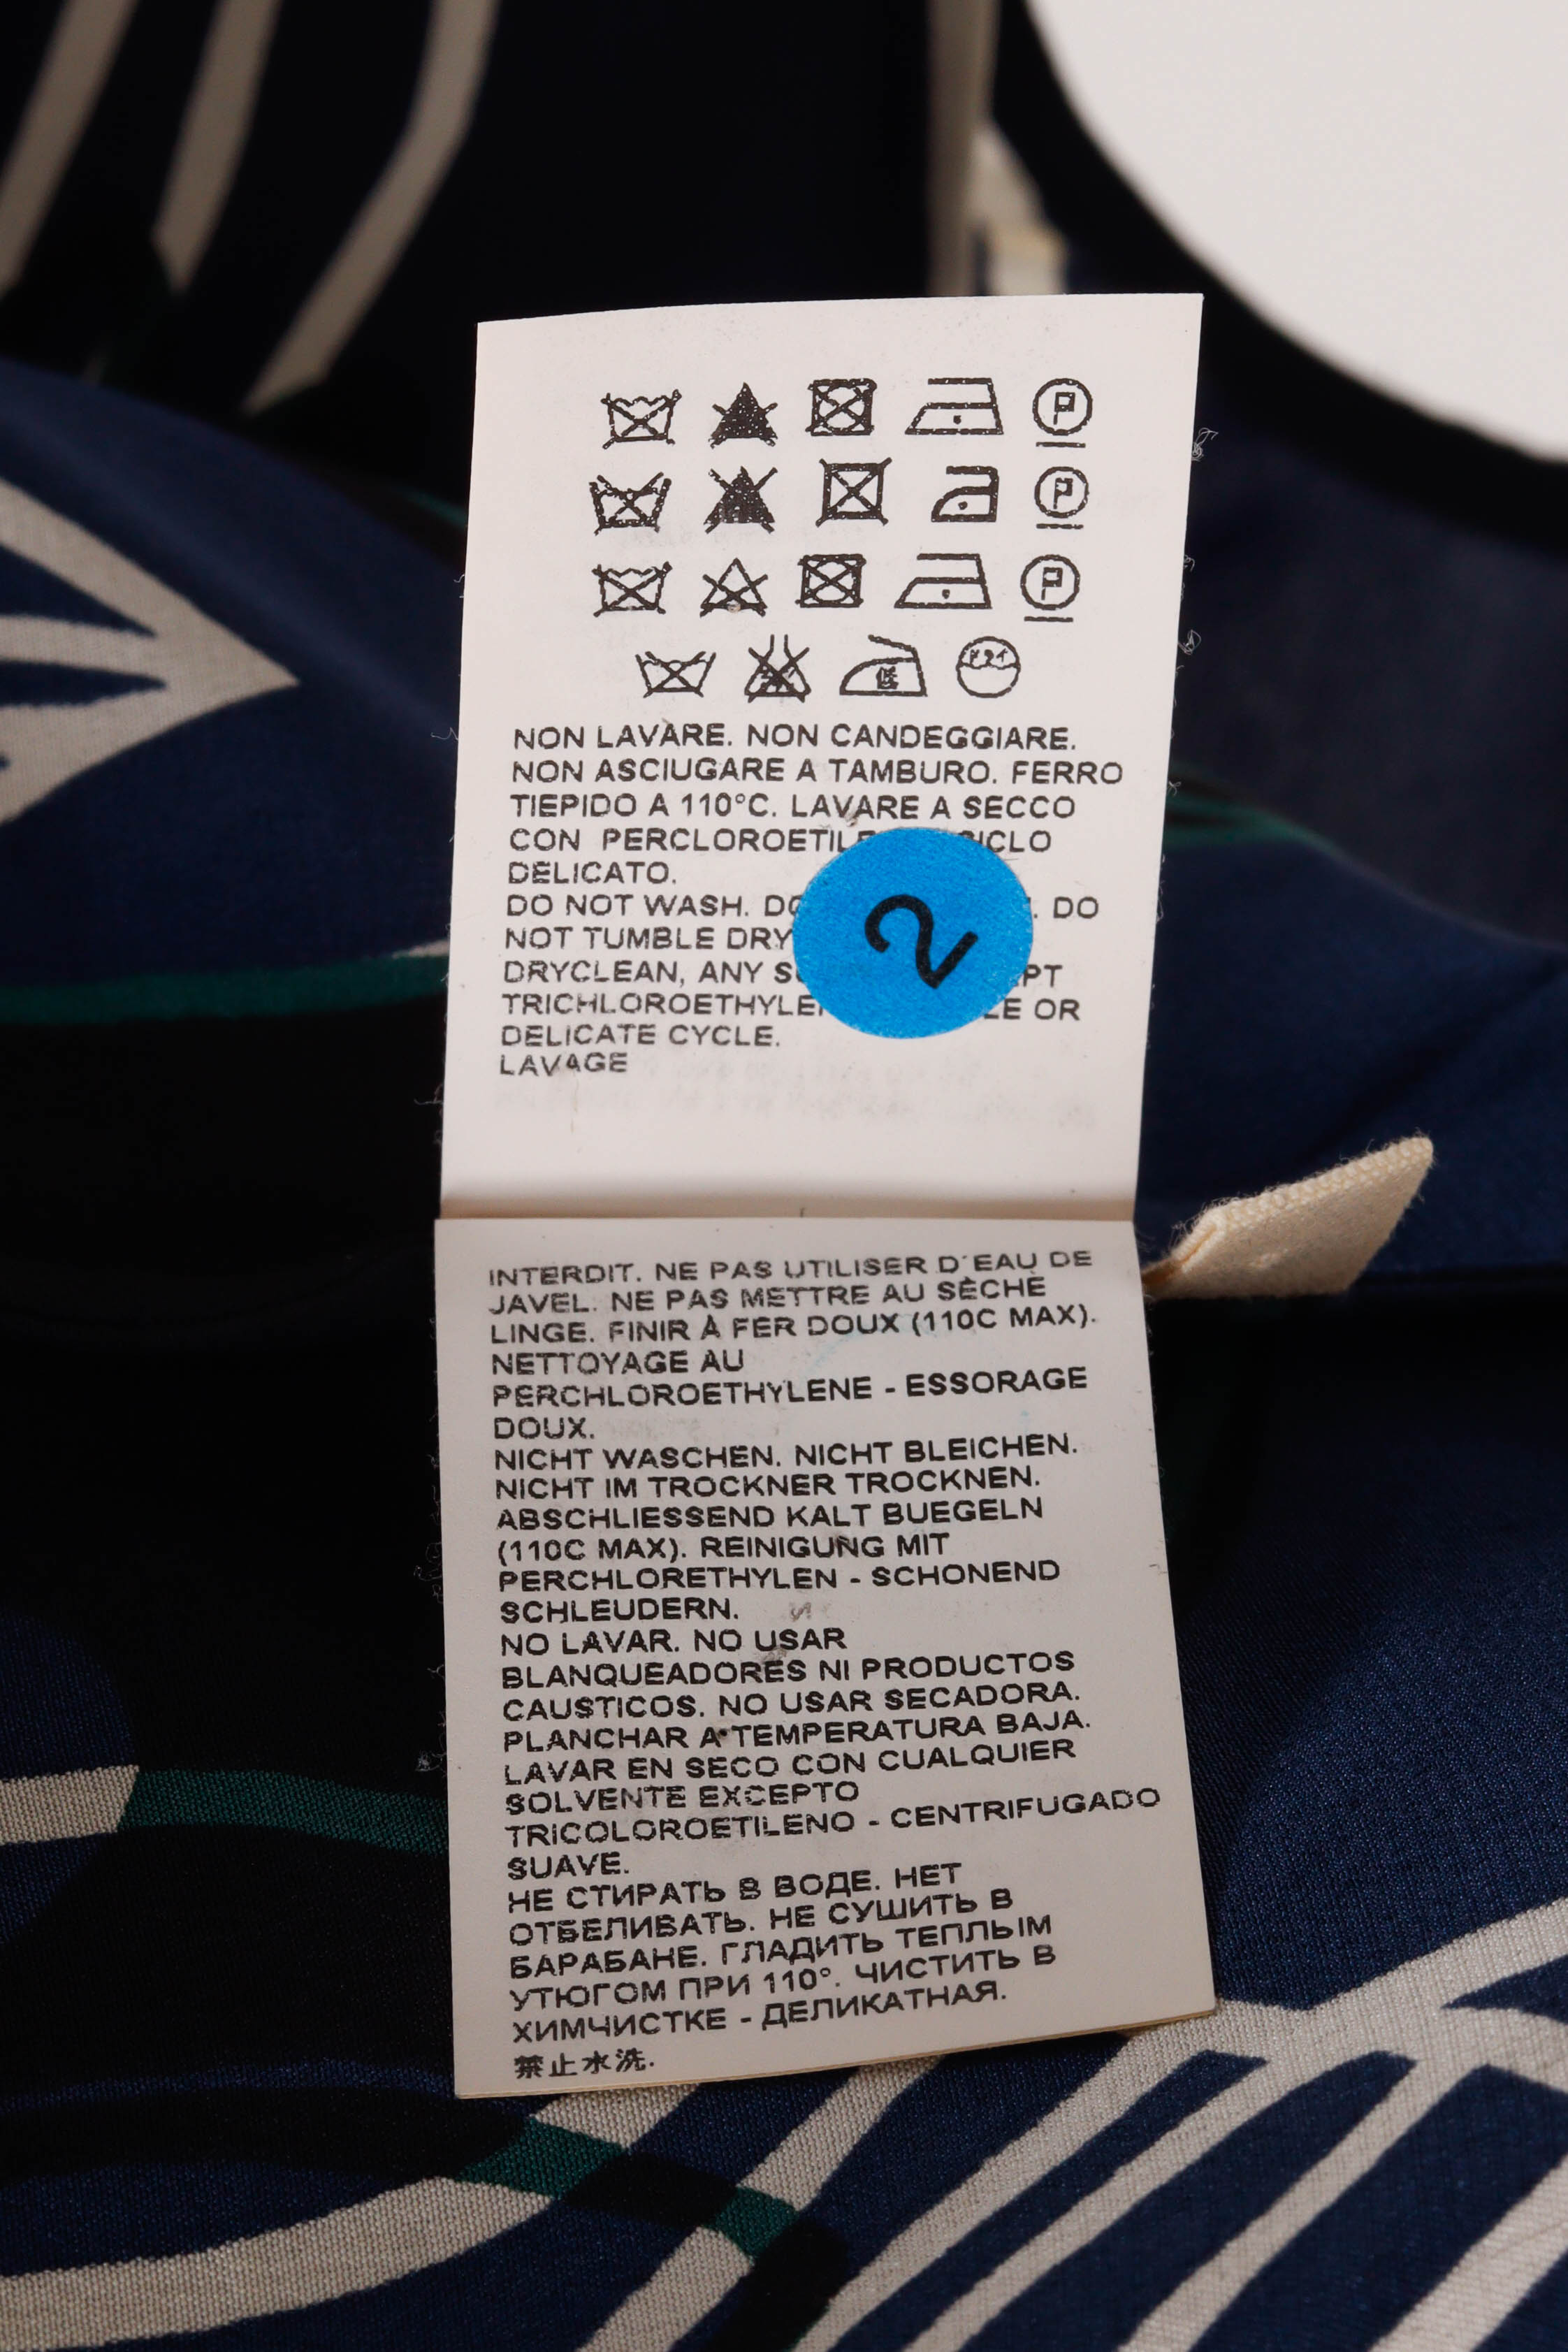 P
P
P
NON LAVARE. NON CANDEGGIARE.
NON ASCIUGARE A TAMBURO. FERRO
TIEPIDO A 110°C. LAVARE A SECCO
CON PERCLOROETILE CICLO
DELICATO.
DO NOT WASH. DO DO
NOT TUMBLE DRY
DRYCLEAN, ANY
TRICHLOROETHYLE OR
DELICATE CYCLE.
LAVAGE
2
INTERDIT. NE PAS UTILISER D'EAU DE
JAVEL. NE PAS METTRE AU SÈCHE
LINGE. FINIR À FER DOUX (110C MAX).
NETTOYAGE AU
PERCHLOROETHYLENE - ESSORAGE
DOUX.
NICHT WASCHEN. NICHT BLEICHEN.
NICHT IM TROCKNER TROCKNEN.
ABSCHLIESSEND KALT BUEGELN
(110C MAX). REINIGUNG MIT
PERCHLORETHYLEN - SCHONEND
SCHLEUDERN.
NO LAVAR. NO USAR
BLANQUEADORES NI PRODUCTOS
CAUSTICOS. NO USAR SECADORA.
PLANCHAR A TEMPERATURA BAJA.
LAVAR EN SECO CON CUALQUIER
SOLVENTE EXCEPTO
TRICOLOROETILENO - CENTRIFUGADO
SUAVE.
НЕ СТИРАТЬ В ВОДЕ. НЕТ
ОТБЕЛИВАТЬ. НЕ СУШИТЬ В
БАРАБАНЕ. ГЛАДИТЬ ТЕПЛЫМ
УТЮГОМ ПРИ 110°. ЧИСТИТЬ В
ХИМЧИСТКЕ - ДЕЛИКАТНАЯ.
禁止水洗.